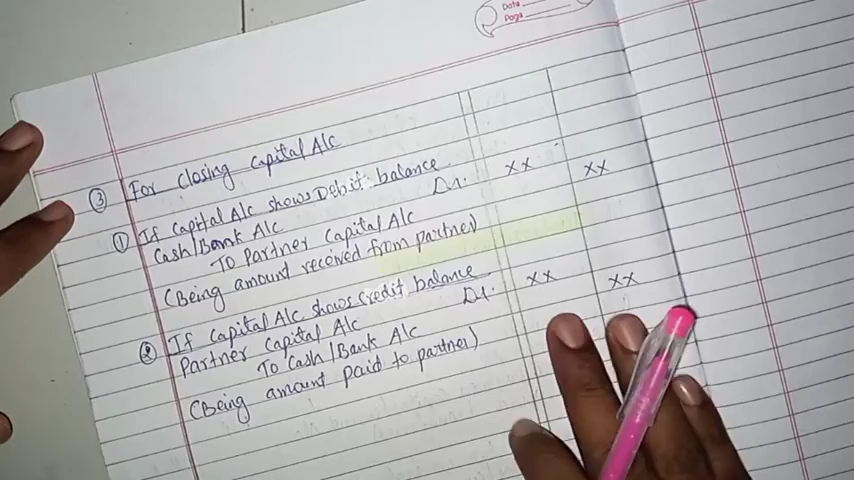 Date
Page
③ For closing capital A/c
① If capital A/c shows Debit balance
Cash/Bank A/c Dr. xx
To Partner Capital A/c xx
(Being amount received from partner)
② If capital A/c shows credit balance
Partner capital A/c Dr. xx
To Cash/Bank A/c xx
(Being amount paid to partner)